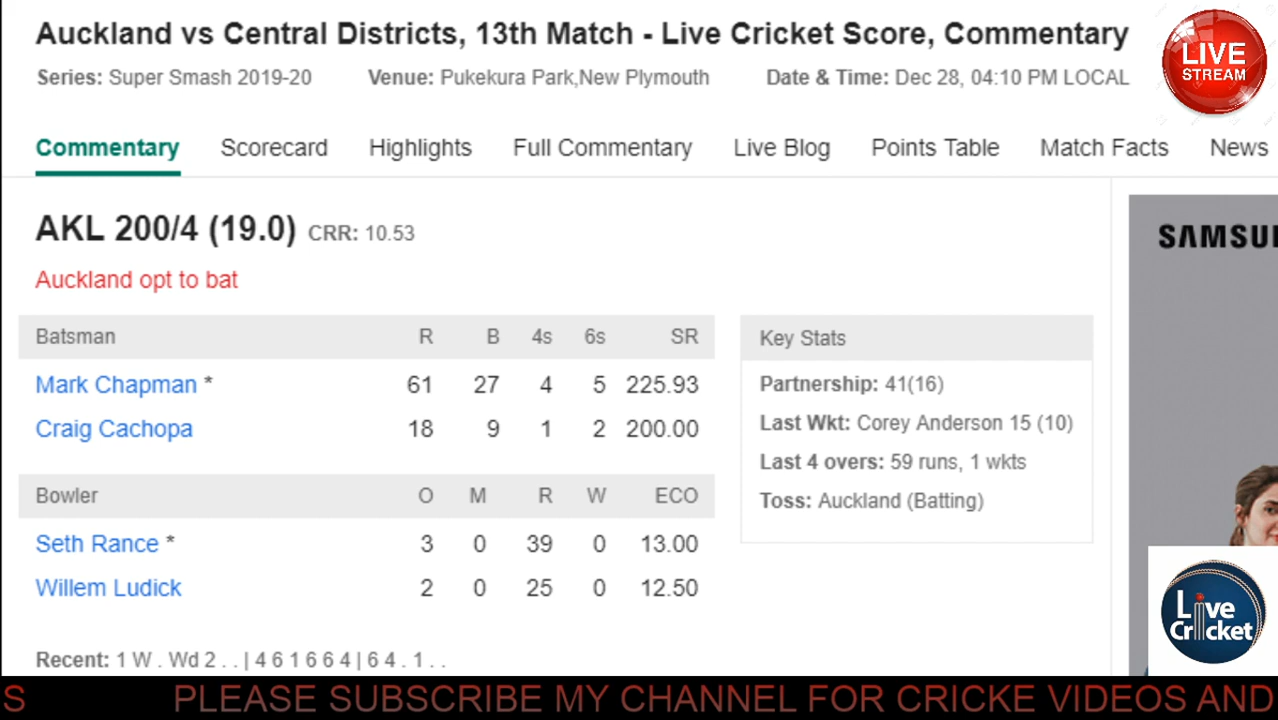 Auckland vs Central Districts, 13th Match - Live Cricket Score, Commentary
LIVE
STREAM
Series: Super Smash 2019-20 Venue: Pukekura Park,New Plymouth Date & Time: Dec 28, 04:10 PM LOCAL
Commentary Scorecard Highlights Full Commentary Live Blog Points Table Match Facts News
AKL 200/4 (19.0) CRR: 10.53
Auckland opt to bat
Batsman R B 4s 6s SR
Mark Chapman * 61 27 4 5 225.93
Craig Cachopa 18 9 1 2 200.00
Bowler O M R W ECO
Seth Rance * 3 0 39 0 13.00
Willem Ludick 2 0 25 0 12.50
Recent: 1 W . Wd 2 . . | 4 6 1 6 6 4 | 6 4 . 1 . .
Key Stats
Partnership: 41(16)
Last Wkt: Corey Anderson 15 (10)
Last 4 overs: 59 runs, 1 wkts
Toss: Auckland (Batting)
SAMSU
Live
Cricket
S PLEASE SUBSCRIBE MY CHANNEL FOR CRICKE VIDEOS AND